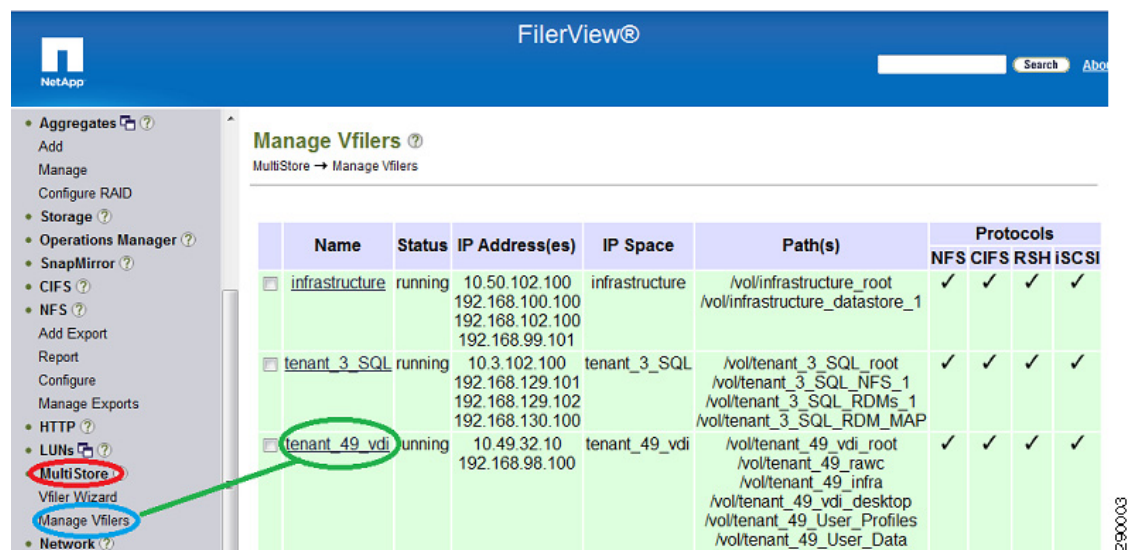 FilerView®
NetApp
Search Abou
Aggregates
Add
Manage
Configure RAID
Storage
Operations Manager
SnapMirror
CIFS
NFS
Add Export
Report
Configure
Manage Exports
HTTP
LUNs
MultiStore
Vfiler Wizard
Manage Vfilers
Network
Manage Vfilers
MultiStore → Manage Vfilers
Name Status IP Address(es) IP Space Path(s) Protocols
NFS CIFS RSH iSCSI
infrastructure running 10.50.102.100 infrastructure /vol/infrastructure_root ✓ ✓ ✓ ✓
192.168.100.100 /vol/infrastructure_datastore_1
192.168.102.100
192.168.99.101
tenant_3_SQL running 10.3.102.100 tenant_3_SQL /vol/tenant_3_SQL_root ✓ ✓ ✓ ✓
192.168.129.101 /vol/tenant_3_SQL_NFS_1
192.168.129.102 /vol/tenant_3_SQL_RDMs_1
192.168.130.100 /vol/tenant_3_SQL_RDM_MAP
tenant_49_vdi running 10.49.32.10 tenant_49_vdi /vol/tenant_49_vdi_root ✓ ✓ ✓ ✓
192.168.98.100 /vol/tenant_49_rawc
/vol/tenant_49_infra
/vol/tenant_49_vdi_desktop
/vol/tenant_49_User_Profiles
/vol/tenant_49_User_Data
290003